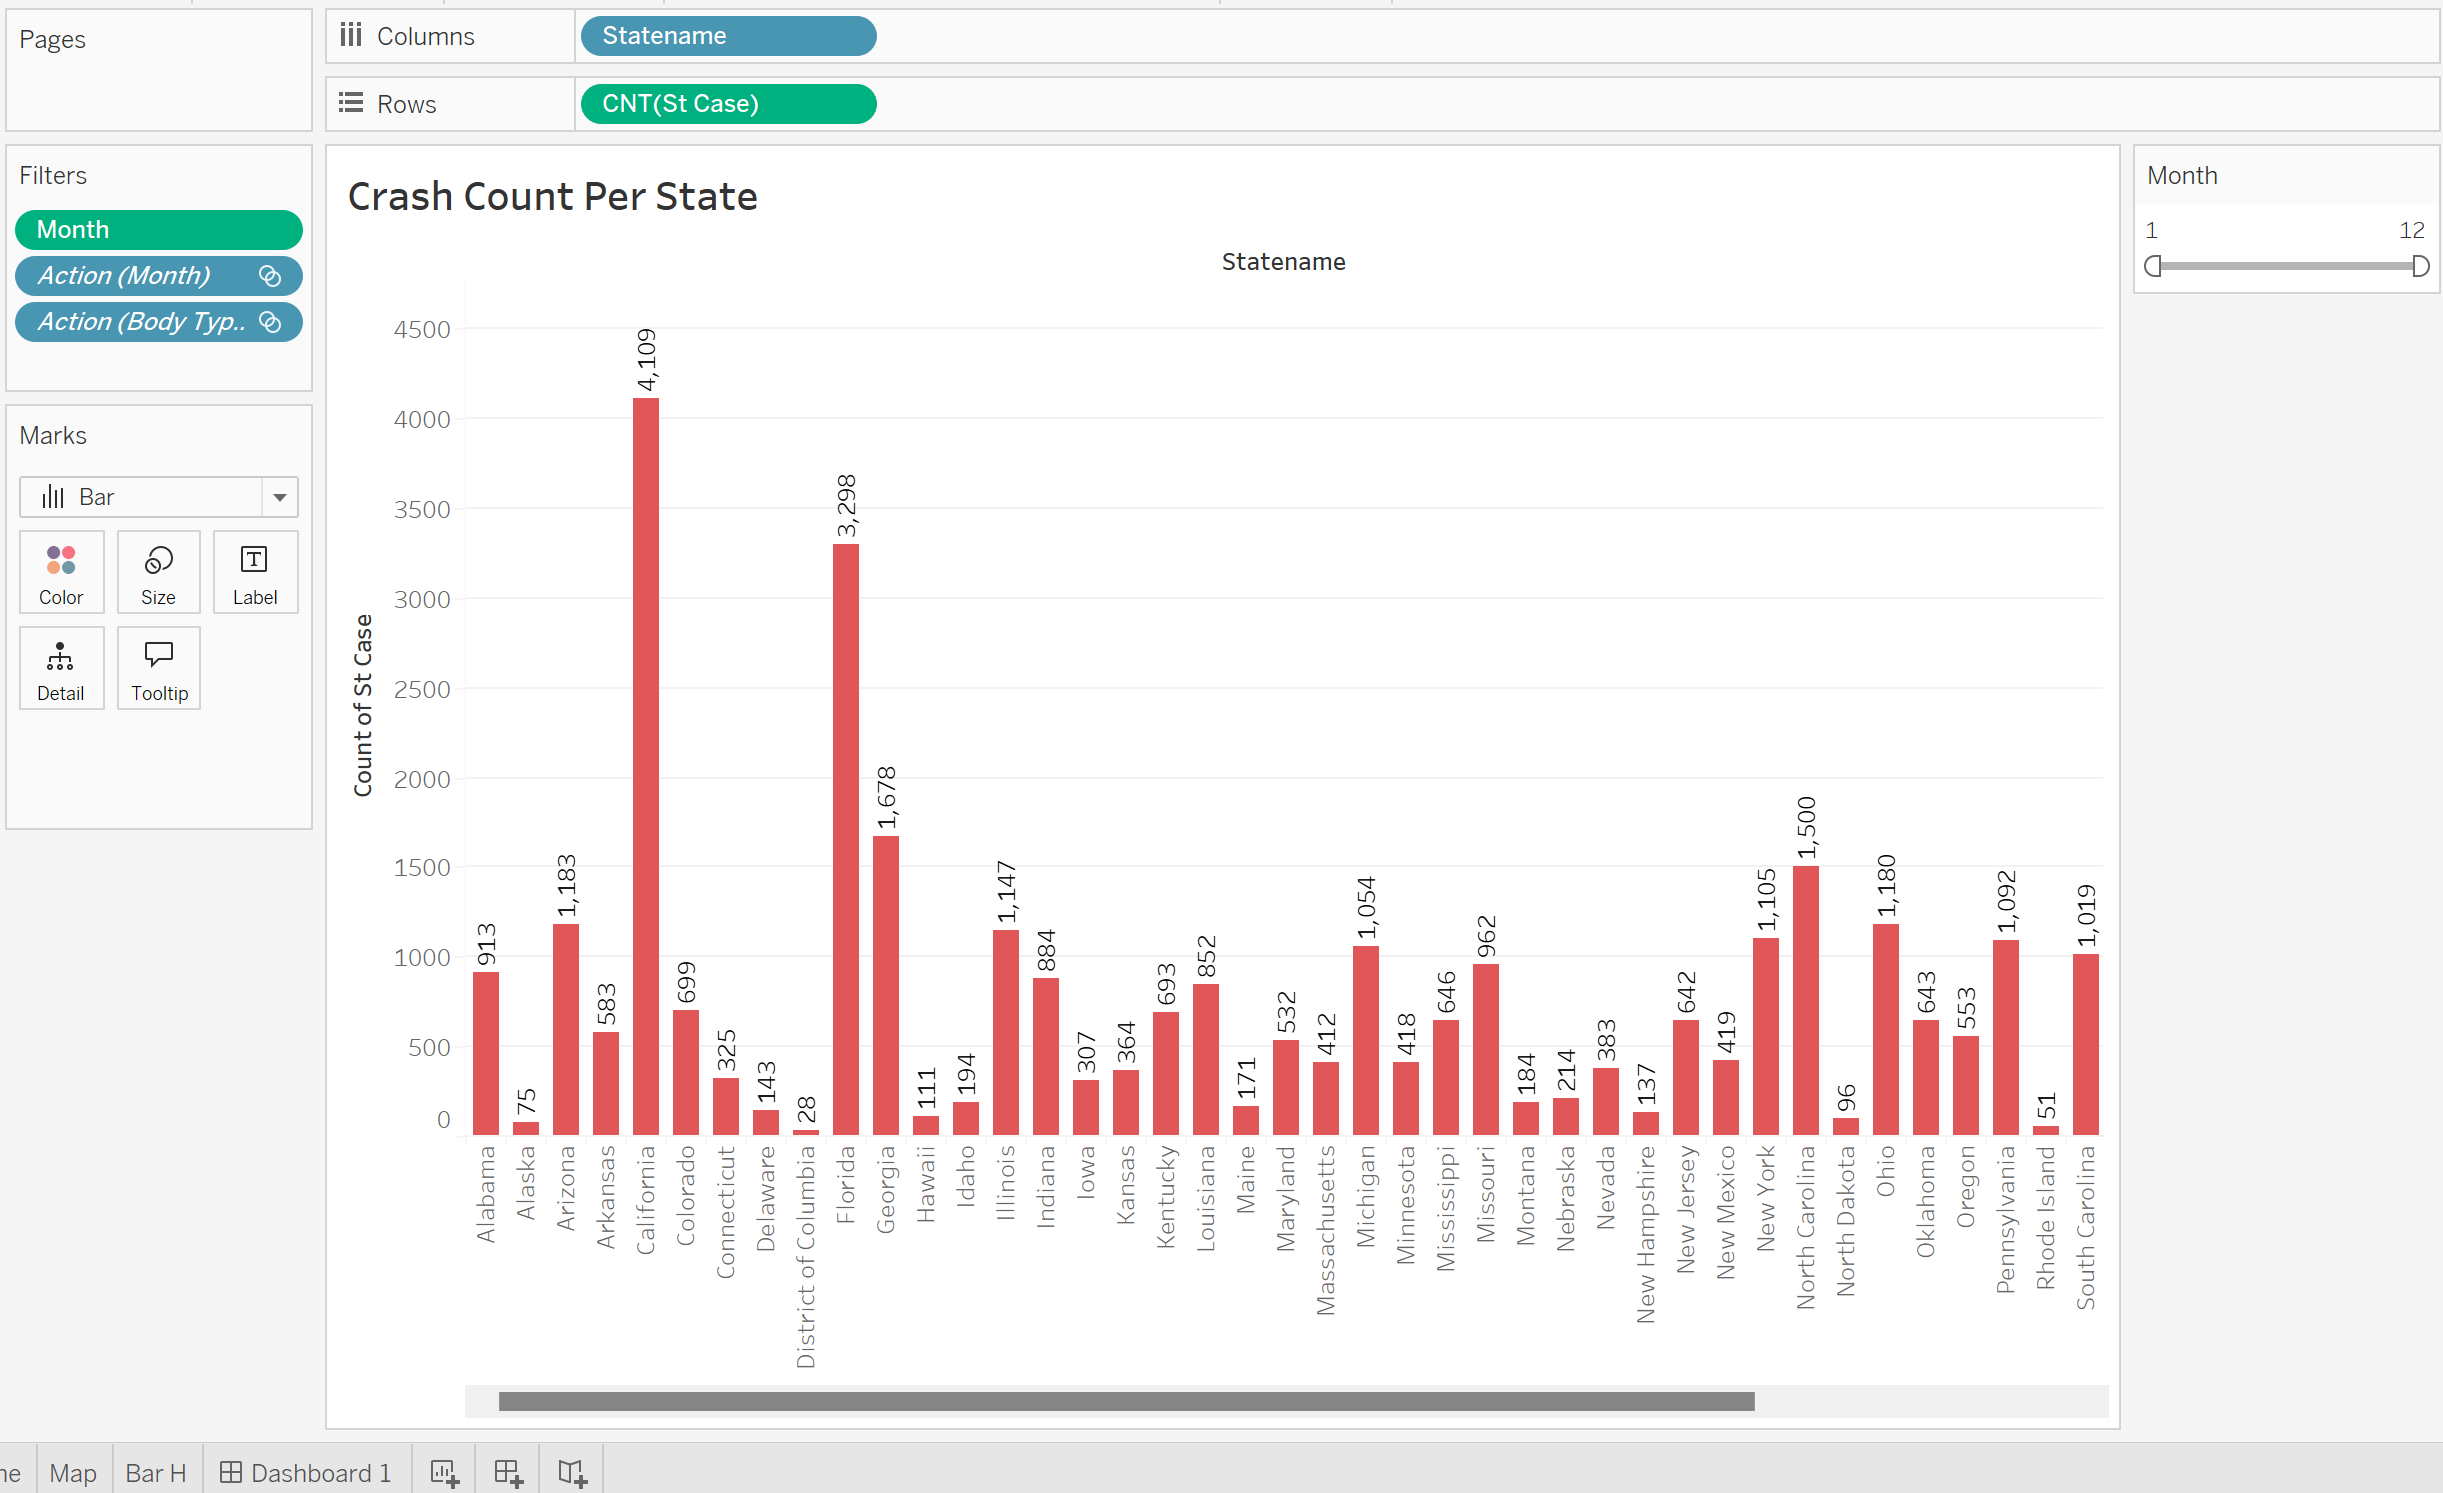 Pages
Columns
Statename
Rows
CNT(St Case)
Filters
Month
Action (Month)
Action (Body Typ..
Marks
Bar
Color
Size
Label
Detail
Tooltip
Crash Count Per State
Statename
Count of St Case
4500
4000
3500
3000
2500
2000
1500
1000
500
0
913
75
1,183
583
4,109
699
325
143
28
3,298
1,678
111
194
1,147
884
307
364
693
852
171
532
412
1,054
418
646
962
184
214
383
137
642
419
1,105
1,500
96
1,180
643
553
1,092
51
1,019
Alabama
Alaska
Arizona
Arkansas
California
Colorado
Connecticut
Delaware
District of Columbia
Florida
Georgia
Hawaii
Idaho
Illinois
Indiana
Iowa
Kansas
Kentucky
Louisiana
Maine
Maryland
Massachusetts
Michigan
Minnesota
Mississippi
Missouri
Montana
Nebraska
Nevada
New Hampshire
New Jersey
New Mexico
New York
North Carolina
North Dakota
Ohio
Oklahoma
Oregon
Pennsylvania
Rhode Island
South Carolina
Month
1 12
Map
Bar H
Dashboard 1